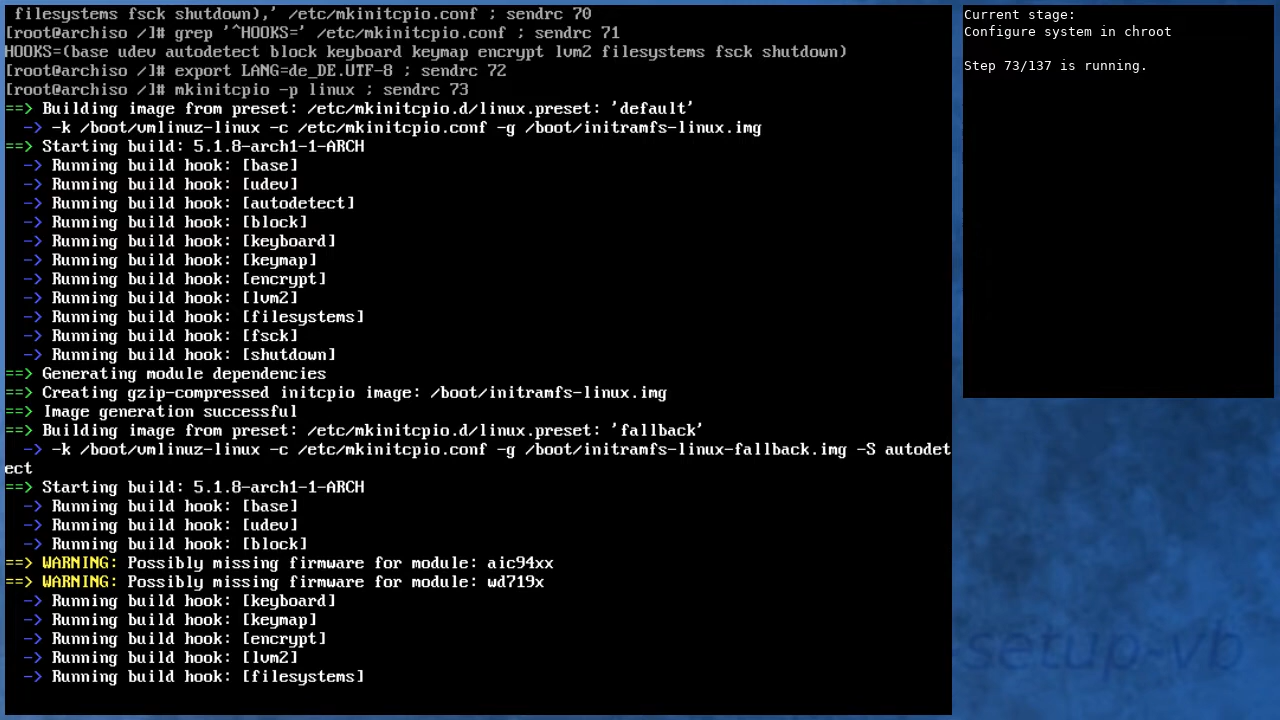 filesystems fsck shutdown),' /etc/mkinitcpio.conf ; sendrc 70
[root@archiso /]# grep '^HOOKS=' /etc/mkinitcpio.conf ; sendrc 71
HOOKS=(base udev autodetect block keyboard keymap encrypt lvm2 filesystems fsck shutdown)
[root@archiso /]# export LANG=de_DE.UTF-8 ; sendrc 72
[root@archiso /]# mkinitcpio -p linux ; sendrc 73
==> Building image from preset: /etc/mkinitcpio.d/linux.preset: 'default'
  -> -k /boot/vmlinuz-linux -c /etc/mkinitcpio.conf -g /boot/initramfs-linux.img
==> Starting build: 5.1.8-arch1-1-ARCH
  -> Running build hook: [base]
  -> Running build hook: [udev]
  -> Running build hook: [autodetect]
  -> Running build hook: [block]
  -> Running build hook: [keyboard]
  -> Running build hook: [keymap]
  -> Running build hook: [encrypt]
  -> Running build hook: [lvm2]
  -> Running build hook: [filesystems]
  -> Running build hook: [fsck]
  -> Running build hook: [shutdown]
==> Generating module dependencies
==> Creating gzip-compressed initcpio image: /boot/initramfs-linux.img
==> Image generation successful
==> Building image from preset: /etc/mkinitcpio.d/linux.preset: 'fallback'
  -> -k /boot/vmlinuz-linux -c /etc/mkinitcpio.conf -g /boot/initramfs-linux-fallback.img -S autodet
ect
==> Starting build: 5.1.8-arch1-1-ARCH
  -> Running build hook: [base]
  -> Running build hook: [udev]
  -> Running build hook: [block]
==> WARNING: Possibly missing firmware for module: aic94xx
==> WARNING: Possibly missing firmware for module: wd719x
  -> Running build hook: [keyboard]
  -> Running build hook: [keymap]
  -> Running build hook: [encrypt]
  -> Running build hook: [lvm2]
  -> Running build hook: [filesystems]
Current stage:
Configure system in chroot
Step 73/137 is running.
setup-vb